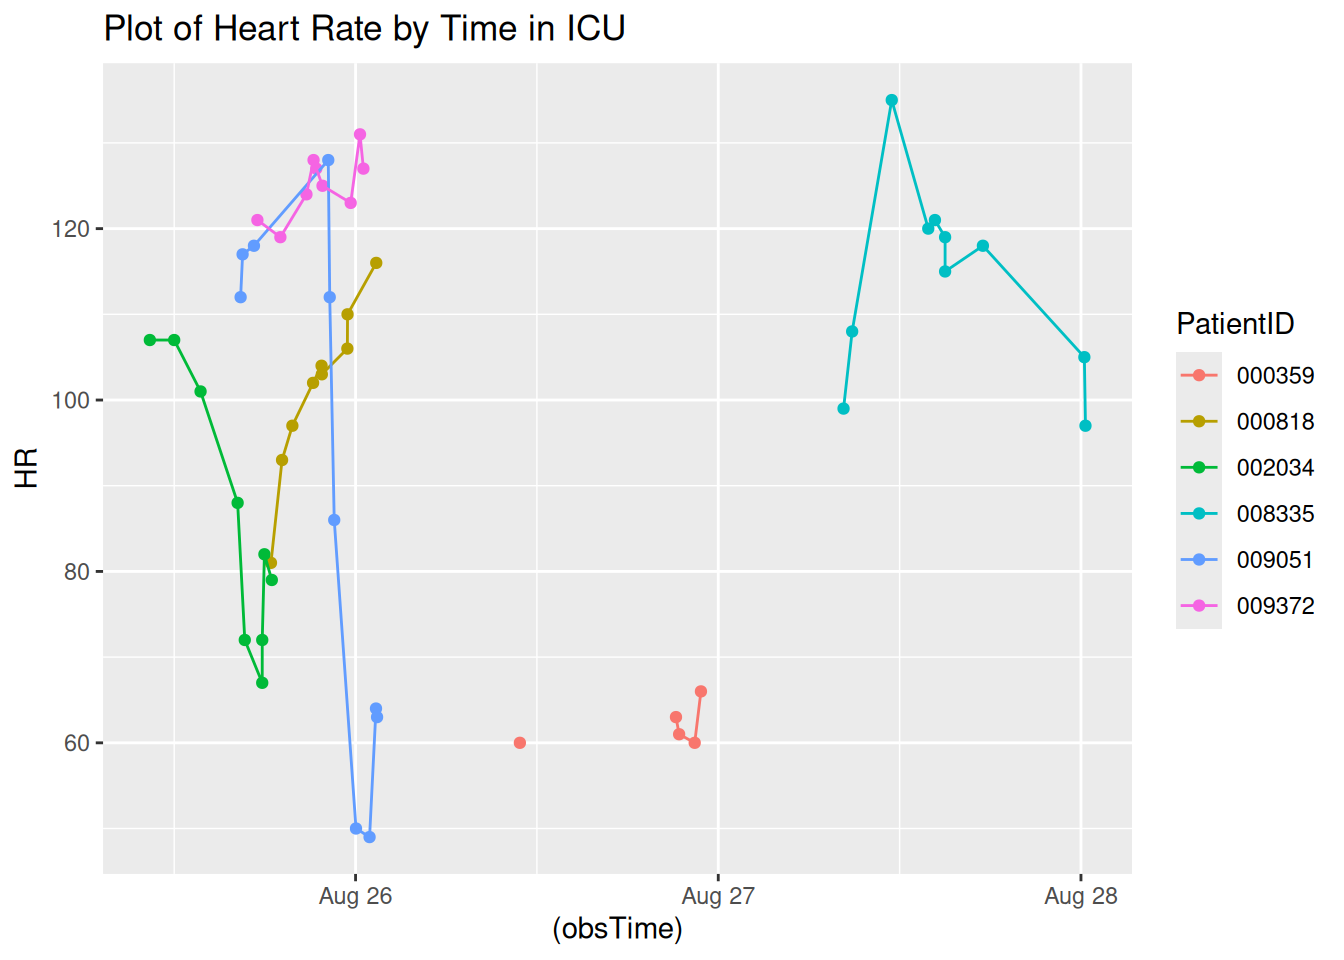 Plot of Heart Rate by Time in ICU
120
100
80
60
HR
Aug 26
Aug 27
Aug 28
(obsTime)
PatientID
000359
000818
002034
008335
009051
009372